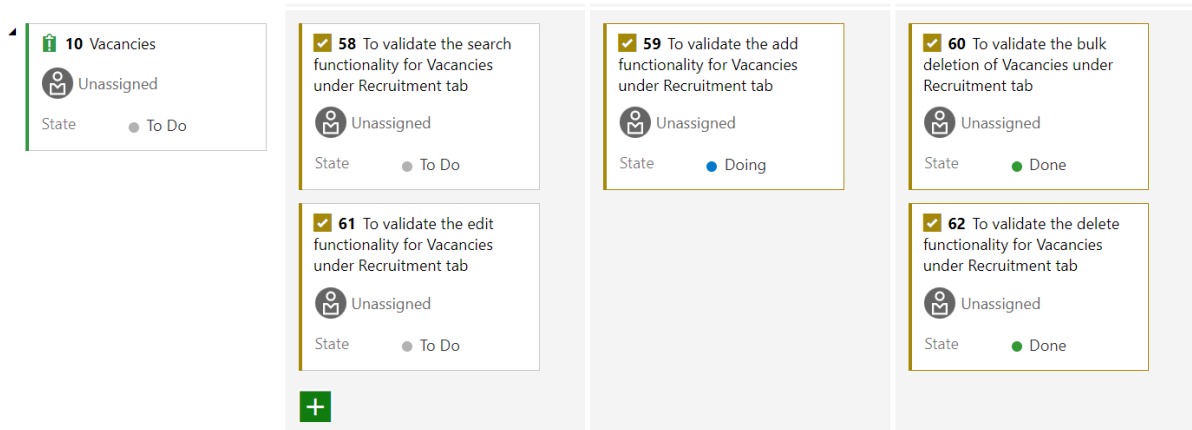 10 Vacancies
Unassigned
State To Do
58 To validate the search
functionality for Vacancies
under Recruitment tab
Unassigned
State To Do
61 To validate the edit
functionality for Vacancies
under Recruitment tab
Unassigned
State To Do
59 To validate the add
functionality for Vacancies
under Recruitment tab
Unassigned
State Doing
60 To validate the bulk
deletion of Vacancies under
Recruitment tab
Unassigned
State Done
62 To validate the delete
functionality for Vacancies
under Recruitment tab
Unassigned
State Done